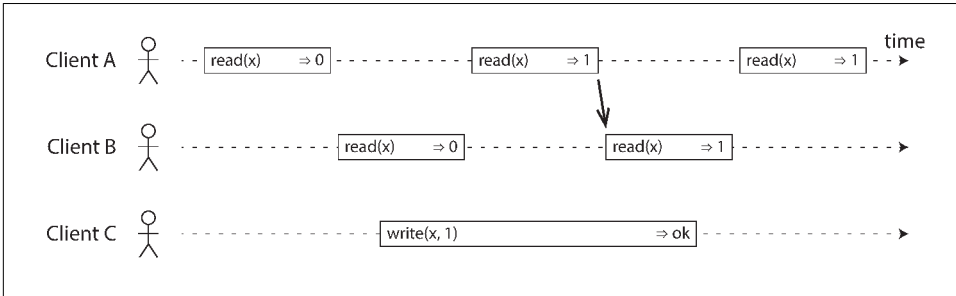 time
Client A read(x) ⇒ 0 read(x) ⇒ 1 read(x) ⇒ 1
Client B read(x) ⇒ 0 read(x) ⇒ 1
Client C write(x, 1) ⇒ ok